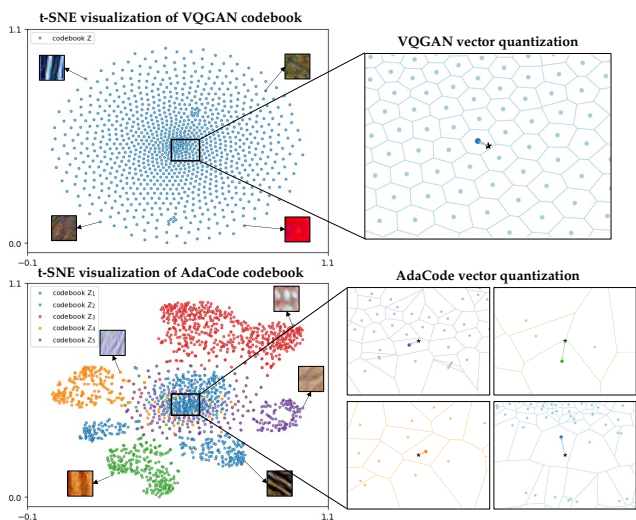 t-SNE visualization of VQGAN codebook
1.1
codebook Z
0.0
−0.1
1.1
VQGAN vector quantization
t-SNE visualization of AdaCode codebook
1.1
codebook Z₁
codebook Z₂
codebook Z₃
codebook Z₄
codebook Z₅
0.0
−0.1
1.1
AdaCode vector quantization